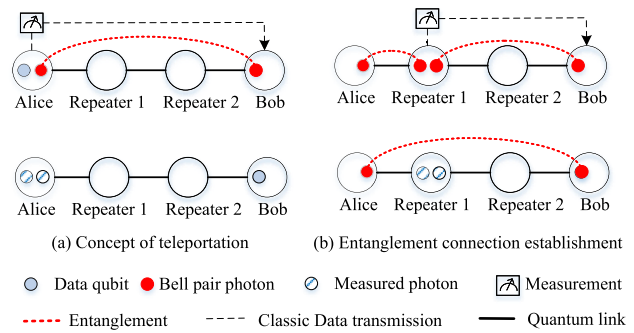 Alice Repeater 1 Repeater 2 Bob
Alice Repeater 1 Repeater 2 Bob
Alice Repeater 1 Repeater 2 Bob
Alice Repeater 1 Repeater 2 Bob
(a) Concept of teleportation
(b) Entanglement connection establishment
Data qubit Bell pair photon Measured photon Measurement
Entanglement Classic Data transmission Quantum link